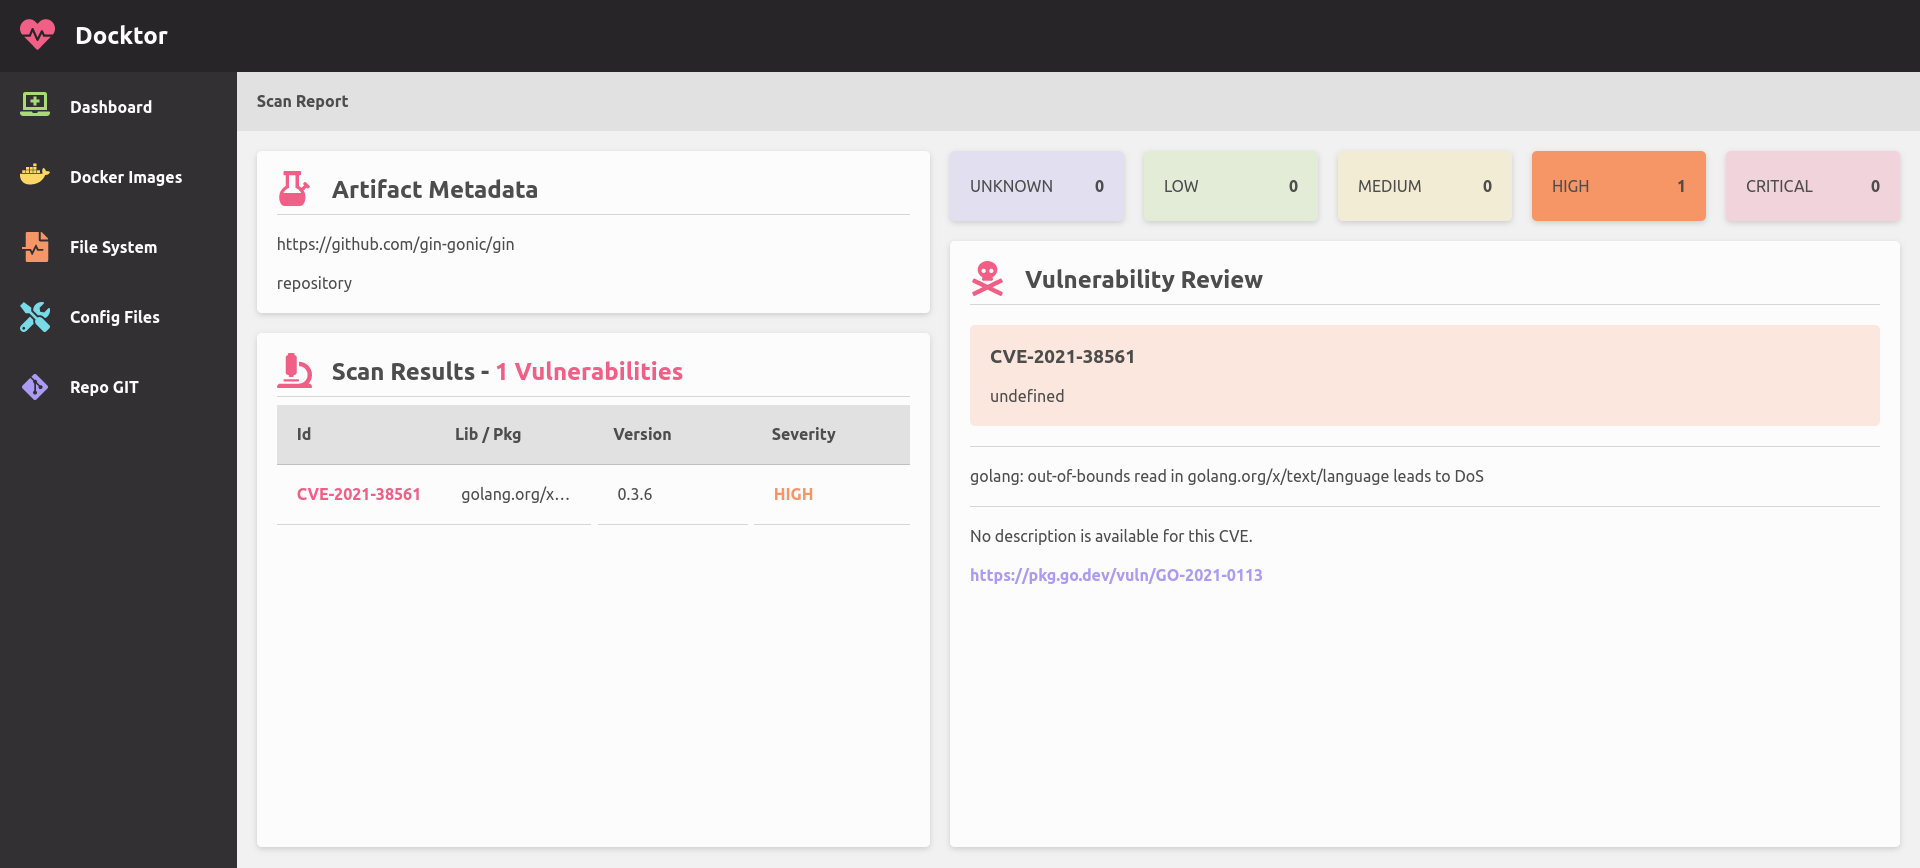 Docktor
Dashboard
Docker Images
File System
Config Files
Repo GIT
Scan Report
Artifact Metadata
https://github.com/gin-gonic/gin
repository
Scan Results - 1 Vulnerabilities
Id Lib / Pkg Version Severity
CVE-2021-38561 golang.org/x... 0.3.6 HIGH
UNKNOWN 0
LOW 0
MEDIUM 0
HIGH 1
CRITICAL 0
Vulnerability Review
CVE-2021-38561
undefined
golang: out-of-bounds read in golang.org/x/text/language leads to DoS
No description is available for this CVE.
https://pkg.go.dev/vuln/GO-2021-0113